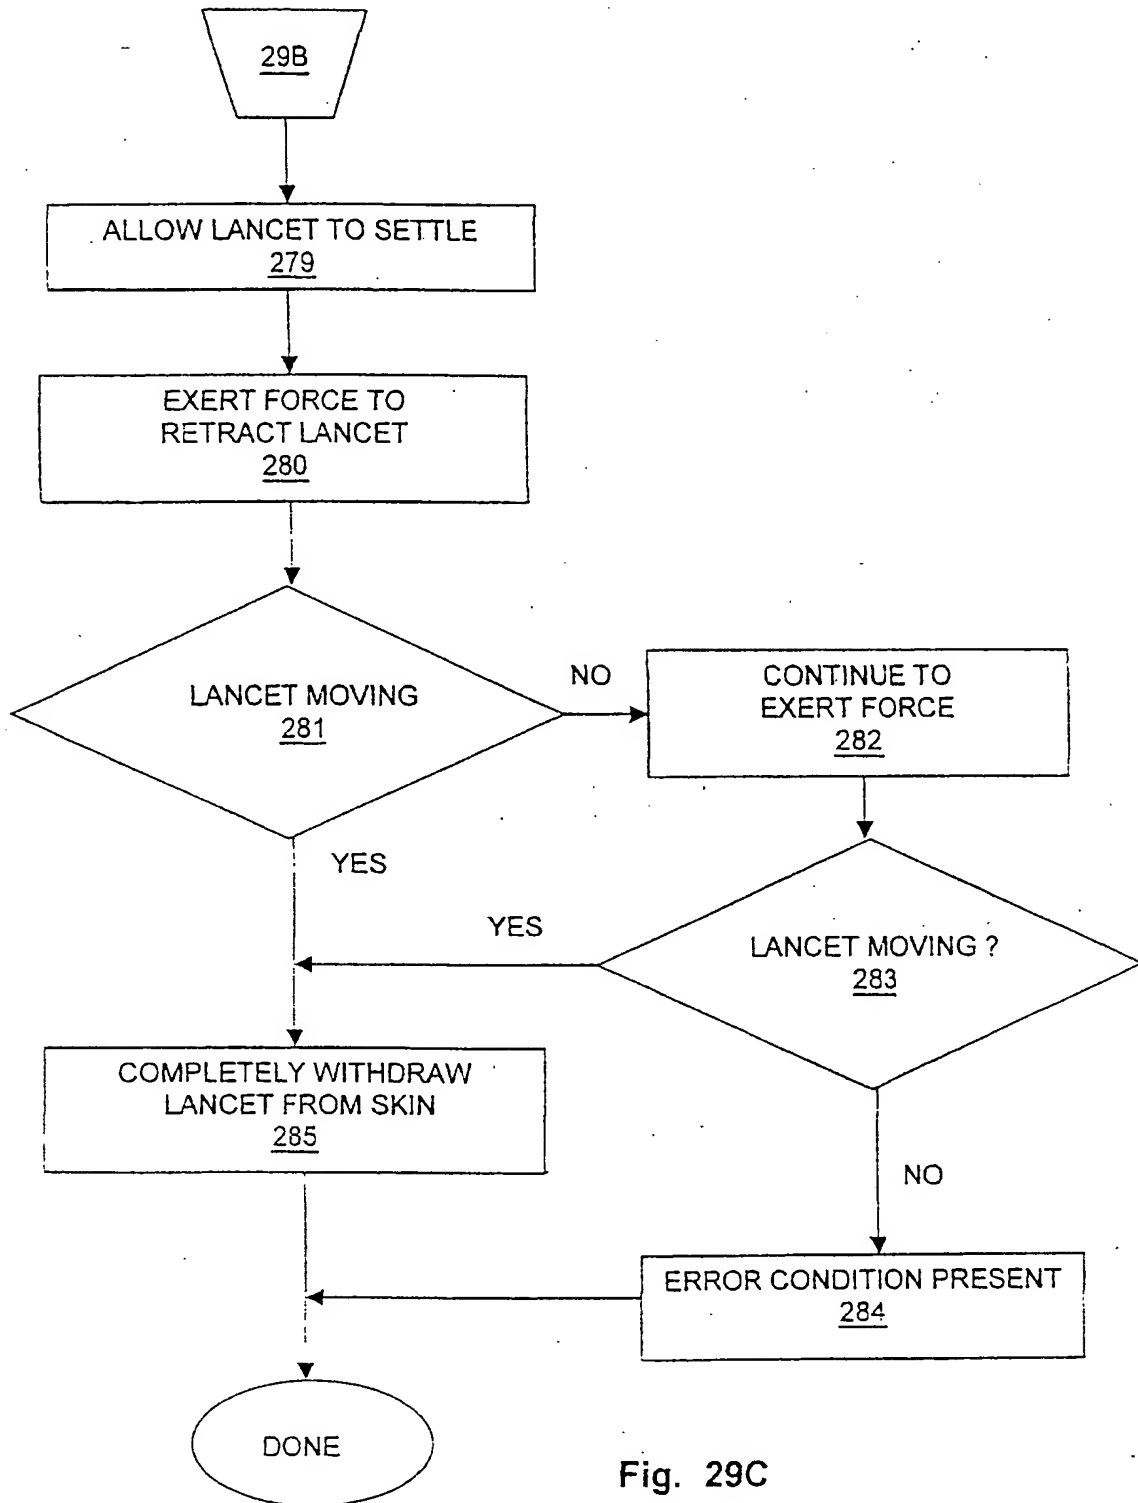 29B
ALLOW LANCET TO SETTLE
279
EXERT FORCE TO
RETRACT LANCET
280
LANCET MOVING
281
NO
CONTINUE TO
EXERT FORCE
282
YES
YES
LANCET MOVING ?
283
COMPLETELY WITHDRAW
LANCET FROM SKIN
285
NO
ERROR CONDITION PRESENT
284
DONE
Fig. 29C